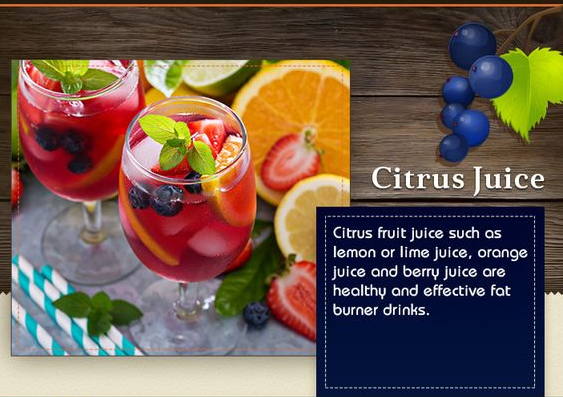 Citrus Juice
Citrus fruit juice such as
lemon or lime juice, orange
juice and berry juice are
healthy and effective fat
burner drinks.